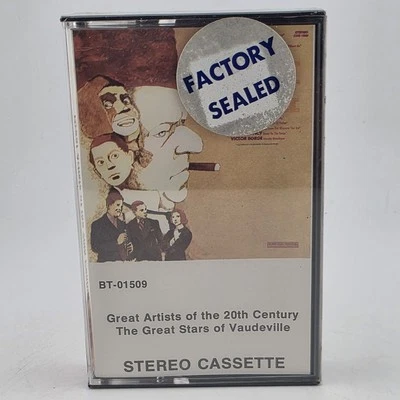 FACTORY
SEALED
BT-01509
Great Artists of the 20th Century
The Great Stars of Vaudeville
STEREO CASSETTE